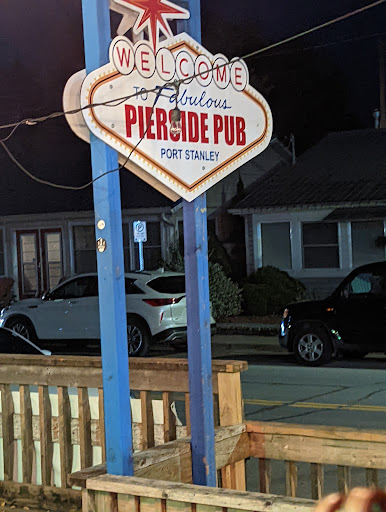 WELCOME
TO Fabulous
PIERSIDE PUB
PORT STANLEY